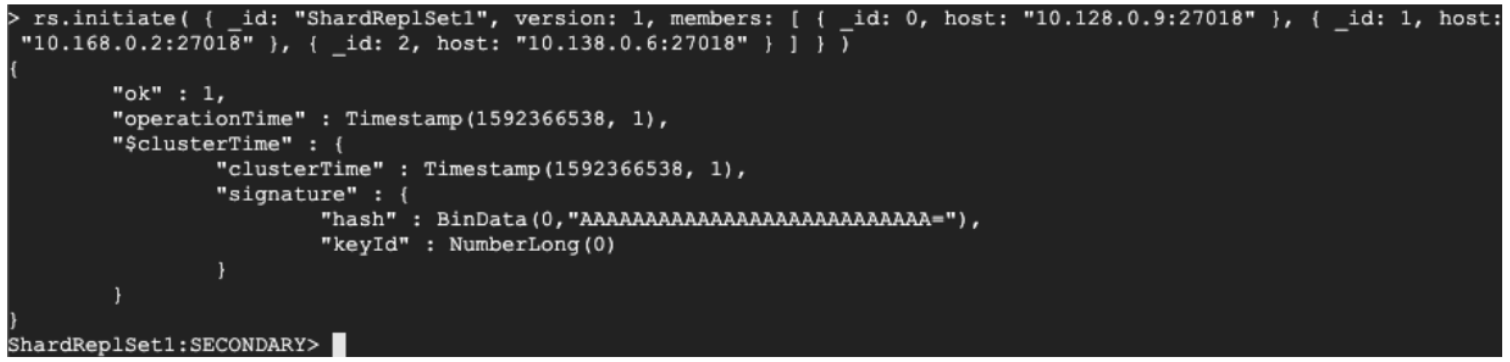 > rs.initiate( { _id: "ShardReplSet1", version: 1, members: [ { _id: 0, host: "10.128.0.9:27018" }, { _id: 1, host:
"10.168.0.2:27018" }, { _id: 2, host: "10.138.0.6:27018" } ] } )
{
"ok" : 1,
"operationTime" : Timestamp(1592366538, 1),
"$clusterTime" : {
"clusterTime" : Timestamp(1592366538, 1),
"signature" : {
"hash" : BinData(0,"AAAAAAAAAAAAAAAAAAAAAAAAAAA="),
"keyId" : NumberLong(0)
}
}
}
ShardReplSet1:SECONDARY>